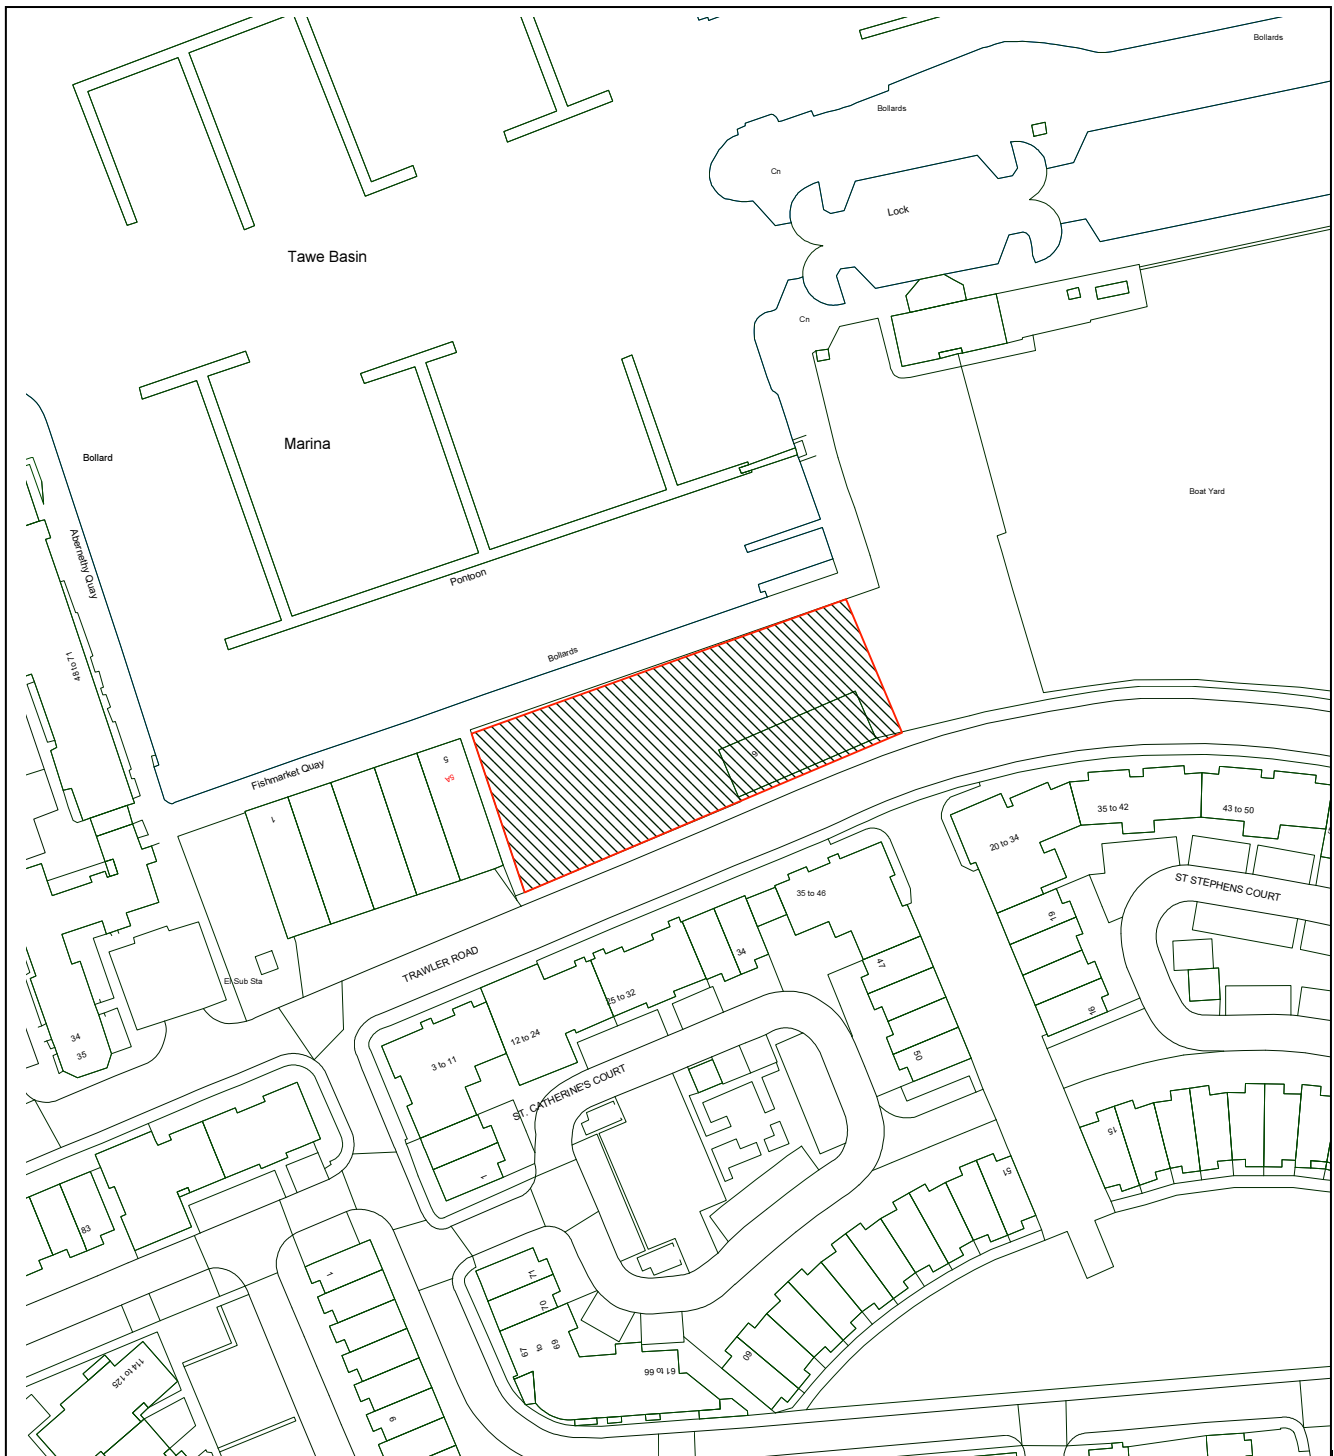 Bollards
Bollards
Cn
Lock
Tawe Basin
Cn
Marina
Bollard
Boat Yard
Abernethy Quay
Pontoon
48 to 71
Bollards
Fishmarket Quay
5
5A
6
1
35 to 42
43 to 50
20 to 34
ST STEPHENS COURT
35 to 46
19
TRAWLER ROAD
34
47
El Sub Sta
25 to 32
16
34
35
12 to 24
3 to 11
50
ST. CATHERINE'S COURT
15
1
51
83
1
71
70
69
to
67
61 to 66
60
114 to 125
9